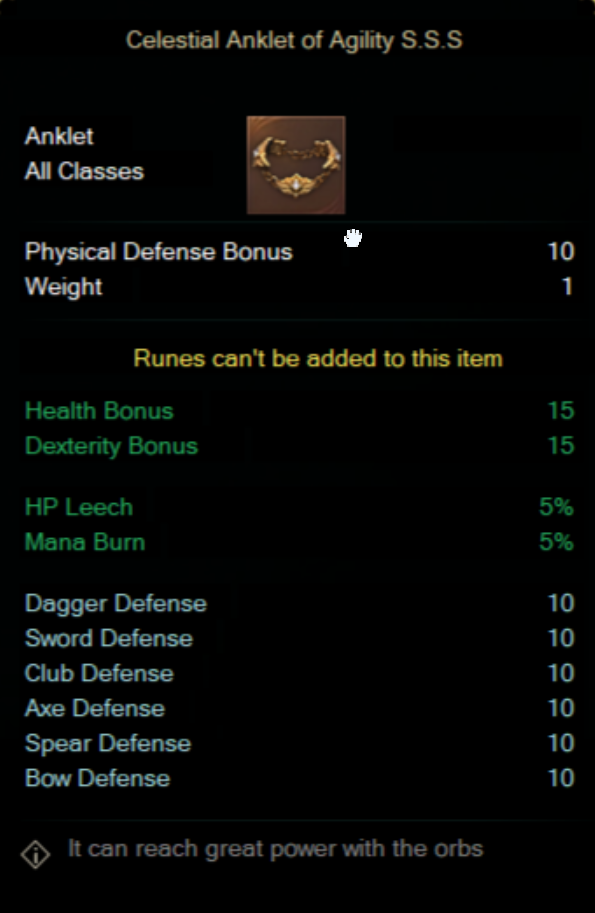 Celestial Anklet of Agility S.S.S
Anklet
All Classes
Physical Defense Bonus 10
Weight 1
Runes can't be added to this item
Health Bonus 15
Dexterity Bonus 15
HP Leech 5%
Mana Burn 5%
Dagger Defense 10
Sword Defense 10
Club Defense 10
Axe Defense 10
Spear Defense 10
Bow Defense 10
It can reach great power with the orbs